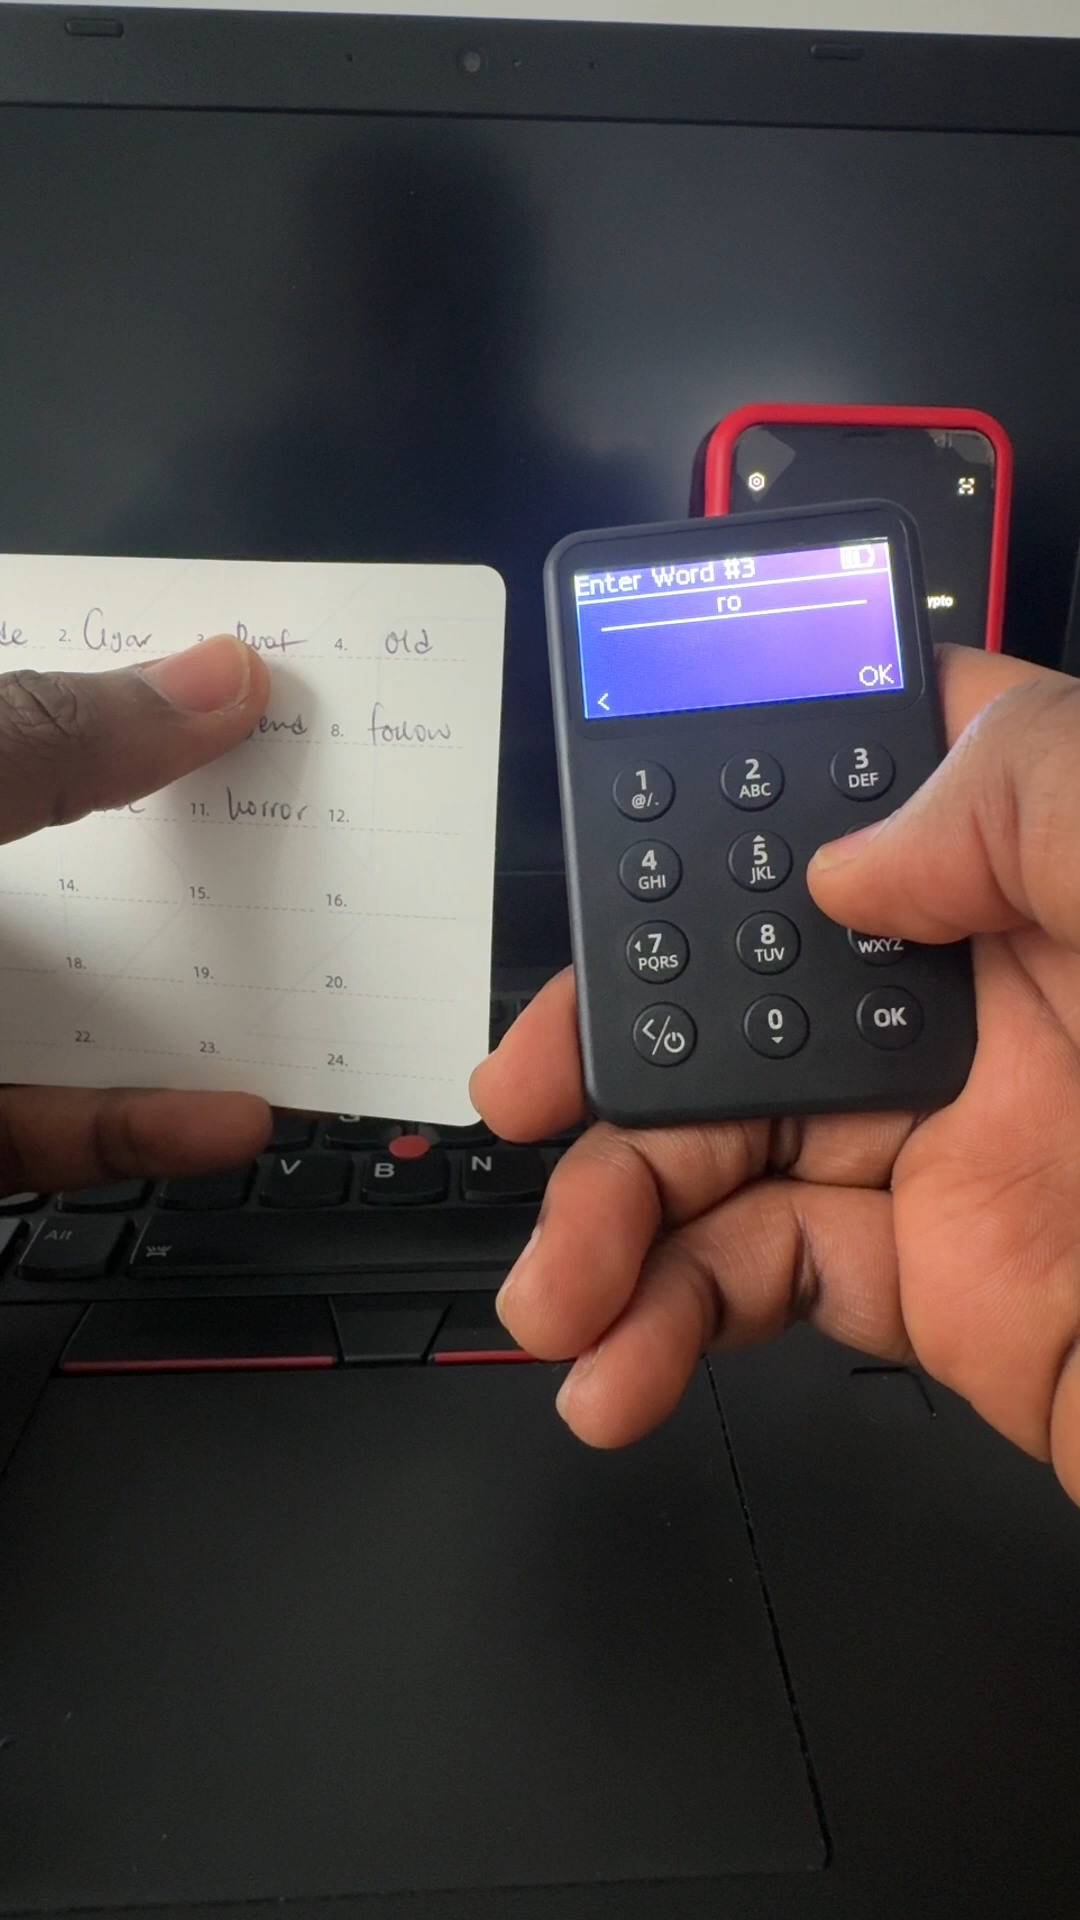 2. Cigar 3. 4. old
8. follow
11. horror 12.
14. 15. 16.
18. 19. 20.
22. 23. 24.
Enter Word #3
ro
< OK
1 @/. 2 ABC 3 DEF
4 GHI 5 JKL
7 PQRS 8 TUV WXYZ
0 OK
V B N
Alt